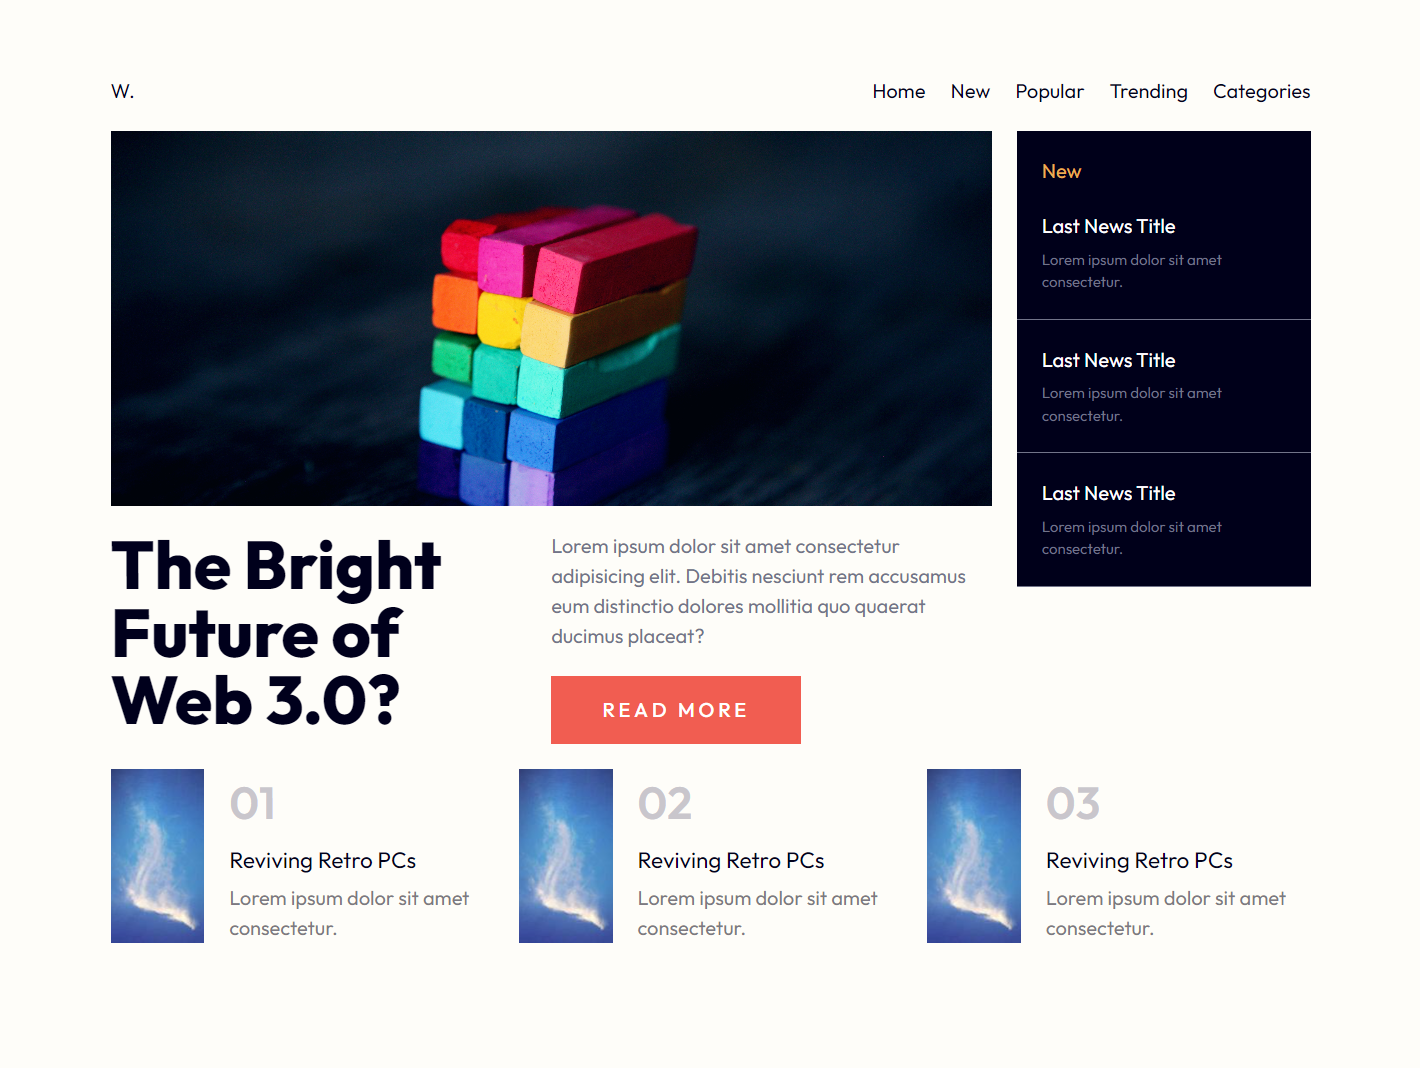 W.
Home New Popular Trending Categories
New
Last News Title
Lorem ipsum dolor sit amet
consectetur.
Last News Title
Lorem ipsum dolor sit amet
consectetur.
Last News Title
Lorem ipsum dolor sit amet
consectetur.
The Bright
Future of
Web 3.0?
Lorem ipsum dolor sit amet consectetur
adipisicing elit. Debitis nesciunt rem accusamus
eum distinctio dolores mollitia quo quaerat
ducimus placeat?
READ MORE
01
Reviving Retro PCs
Lorem ipsum dolor sit amet
consectetur.
02
Reviving Retro PCs
Lorem ipsum dolor sit amet
consectetur.
03
Reviving Retro PCs
Lorem ipsum dolor sit amet
consectetur.